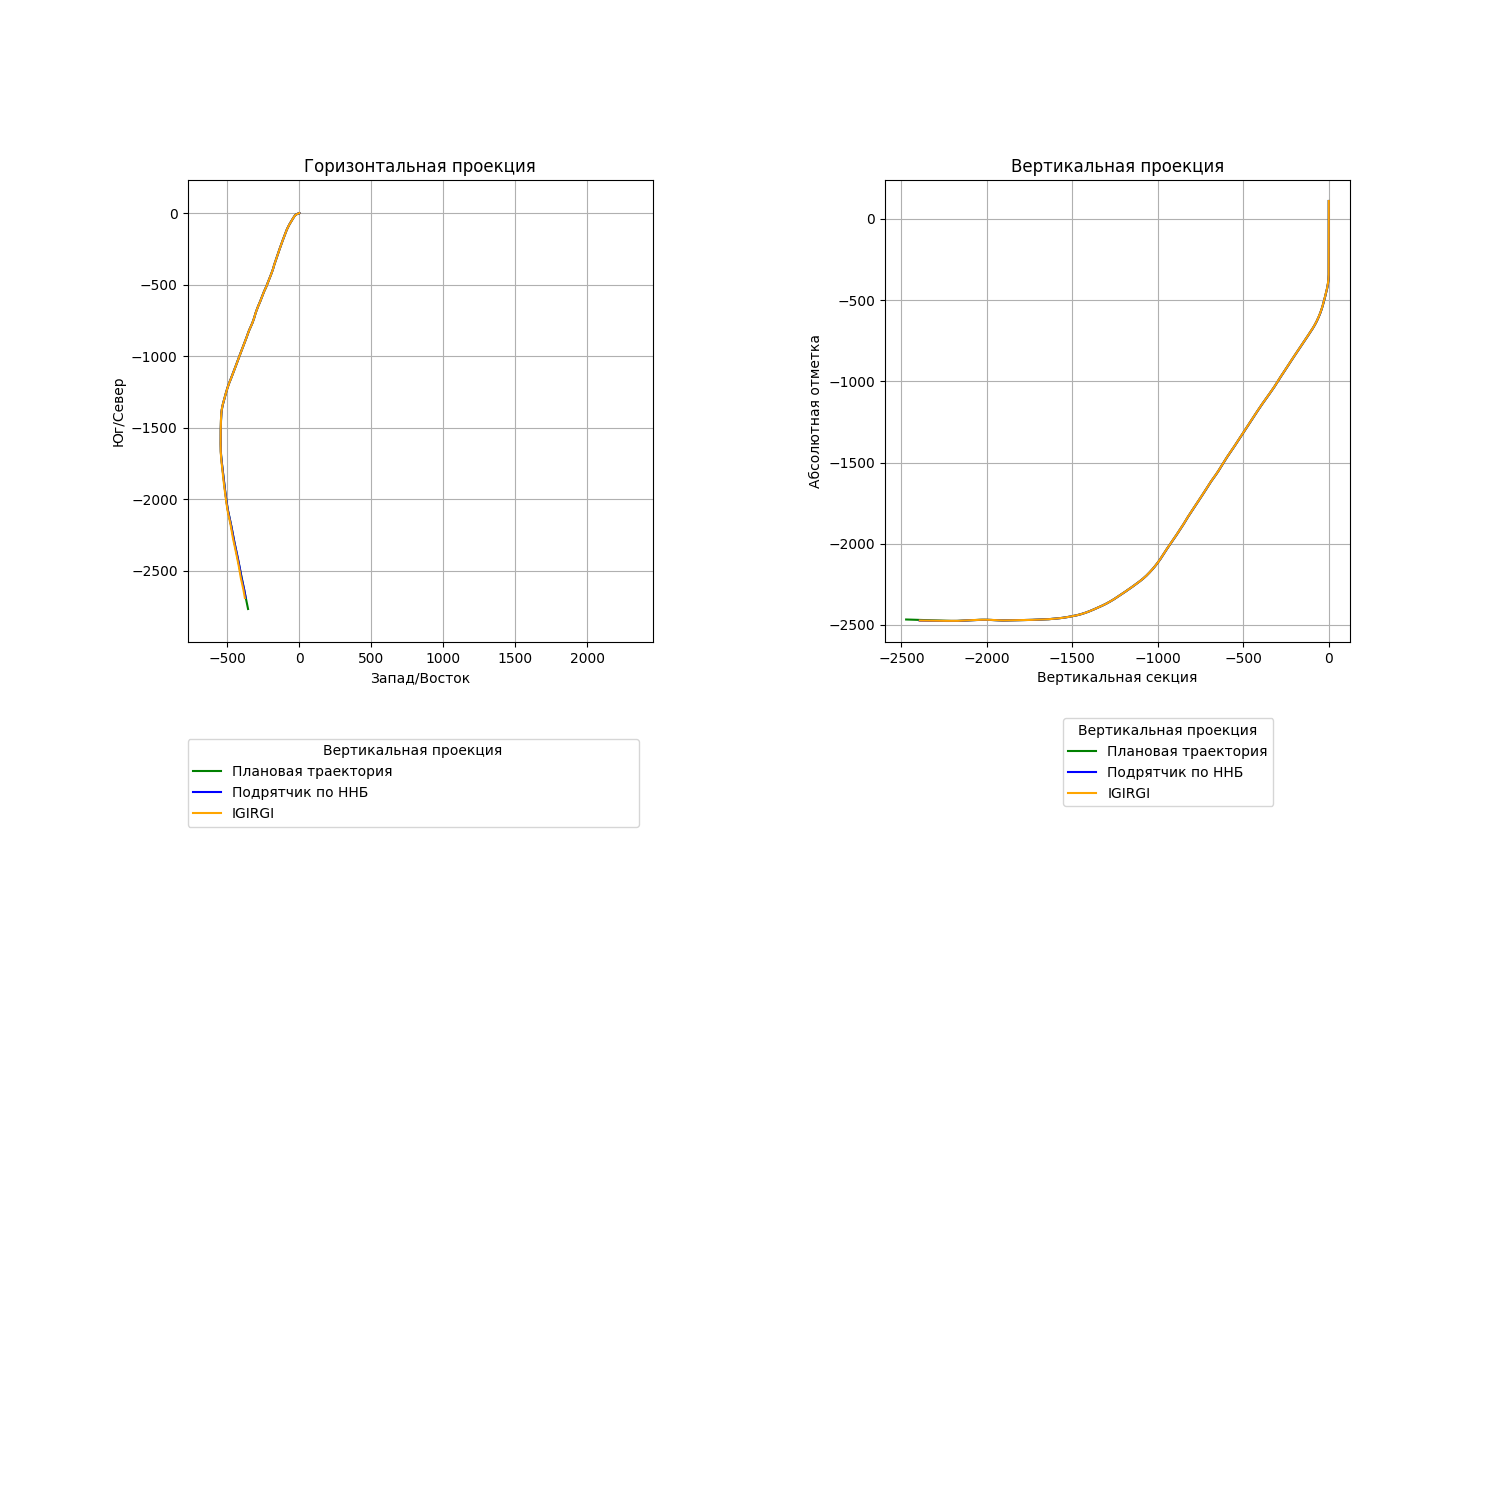 Горизонтальная проекция
0
−500
−1000
−1500
−2000
−2500
Юг/Север
−500 0 500 1000 1500 2000
Запад/Восток
Вертикальная проекция
Плановая траектория
Подрятчик по ННБ
IGIRGI
Вертикальная проекция
0
−500
−1000
−1500
−2000
−2500
Абсолютная отметка
−2500 −2000 −1500 −1000 −500 0
Вертикальная секция
Вертикальная проекция
Плановая траектория
Подрятчик по ННБ
IGIRGI